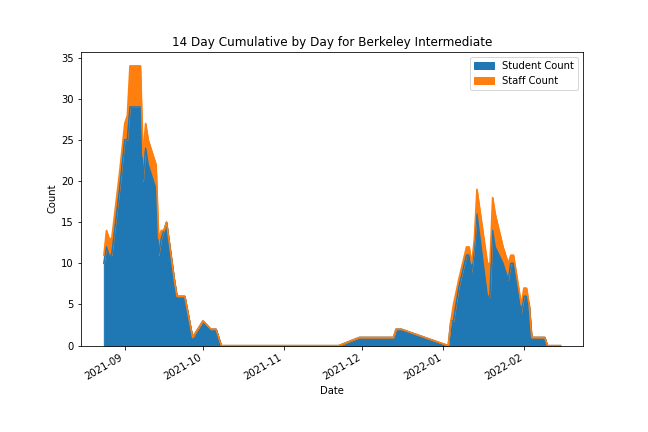 14 Day Cumulative by Day for Berkeley Intermediate
Student Count
Staff Count
35
30
25
20
15
10
5
0
Count
2021-09
2021-10
2021-11
2021-12
2022-01
2022-02
Date